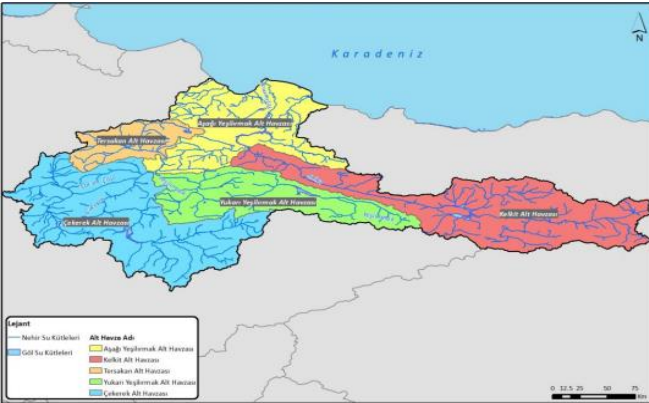 Karadeniz
N
Aşağı Yeşilırmak Alt Havzası
Tersakan Alt Havzası
Yukarı Yeşilırmak Alt Havzası
Kelkit Alt Havzası
Çekerek Alt Havzası
Lejant
Nehir Su Kütleleri
Göl Su Kütleleri
Alt Havza Adı
Aşağı Yeşilırmak Alt Havzası
Kelkit Alt Havzası
Tersakan Alt Havzası
Yukarı Yeşilırmak Alt Havzası
Çekerek Alt Havzası
0 12.5 25 50 75
Km